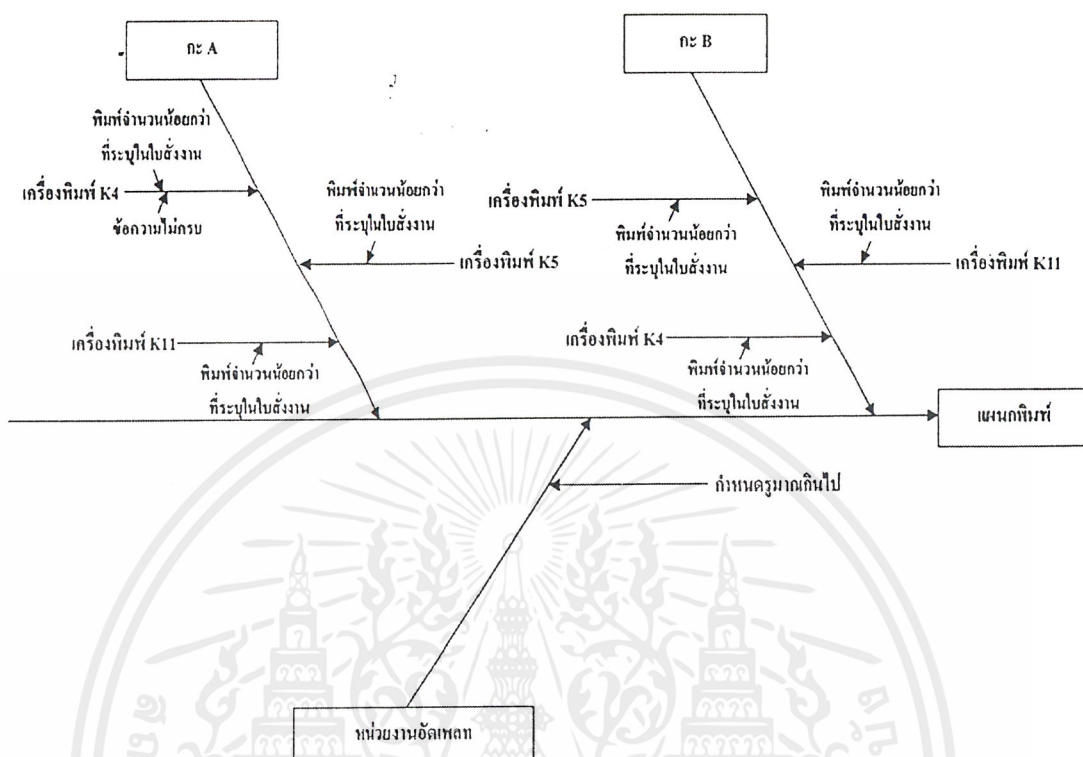 กะ A
กะ B
พิมพ์จำนวนน้อยกว่า
ที่ระบุในใบสั่งงาน
เครื่องพิมพ์ K4
ข้อความไม่ครบ
พิมพ์จำนวนน้อยกว่า
ที่ระบุในใบสั่งงาน
เครื่องพิมพ์ K5
เครื่องพิมพ์ K11
พิมพ์จำนวนน้อยกว่า
ที่ระบุในใบสั่งงาน
เครื่องพิมพ์ K5
พิมพ์จำนวนน้อยกว่า
ที่ระบุในใบสั่งงาน
พิมพ์จำนวนน้อยกว่า
ที่ระบุในใบสั่งงาน
เครื่องพิมพ์ K11
เครื่องพิมพ์ K4
พิมพ์จำนวนน้อยกว่า
ที่ระบุในใบสั่งงาน
แผนกพิมพ์
กำหนดรูมาณกินไป
หน่วยงานอัดเพลท